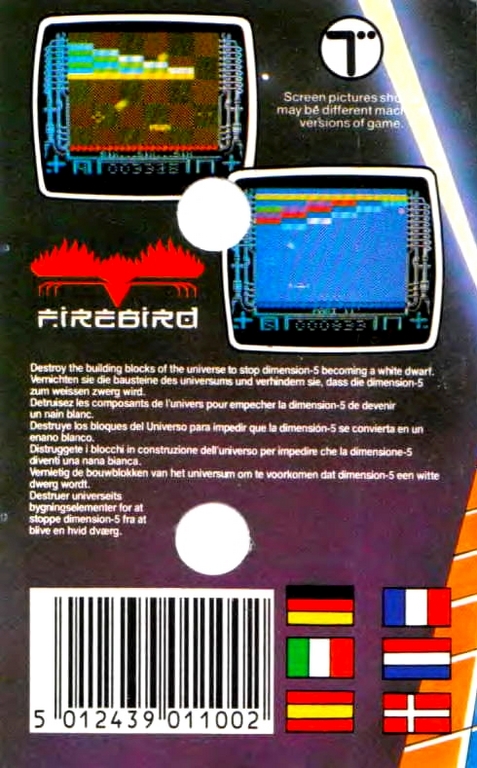 Screen pictures
may be different
versions of game.
003335
000833
FIREBIRD
Destroy the building blocks of the universe to stop dimension-5 becoming a white dwarf.
Vernichten sie die bausteine des universums und verhindern sie, dass die dimension-5
zum weissen zwerg wird.
Detruisez les composants de l'univers pour empecher la dimension-5 de devenir
un nain blanc.
Destruye los bloques del Universo para impedir que la dimensión-5 se convierta en un
enano blanco.
Distruggete i blocchi in construzione dell'universo per impedire che la dimensione-5
diventi una nana bianca.
Vernietig de bouwblokken van het universum om te voorkomen dat dimension-5 een witte
dwerg wordt.
Destruer universeits
bygningselementer for at
stoppe dimension-5 fra at
blive en hvid dværg.
5 012439 011002